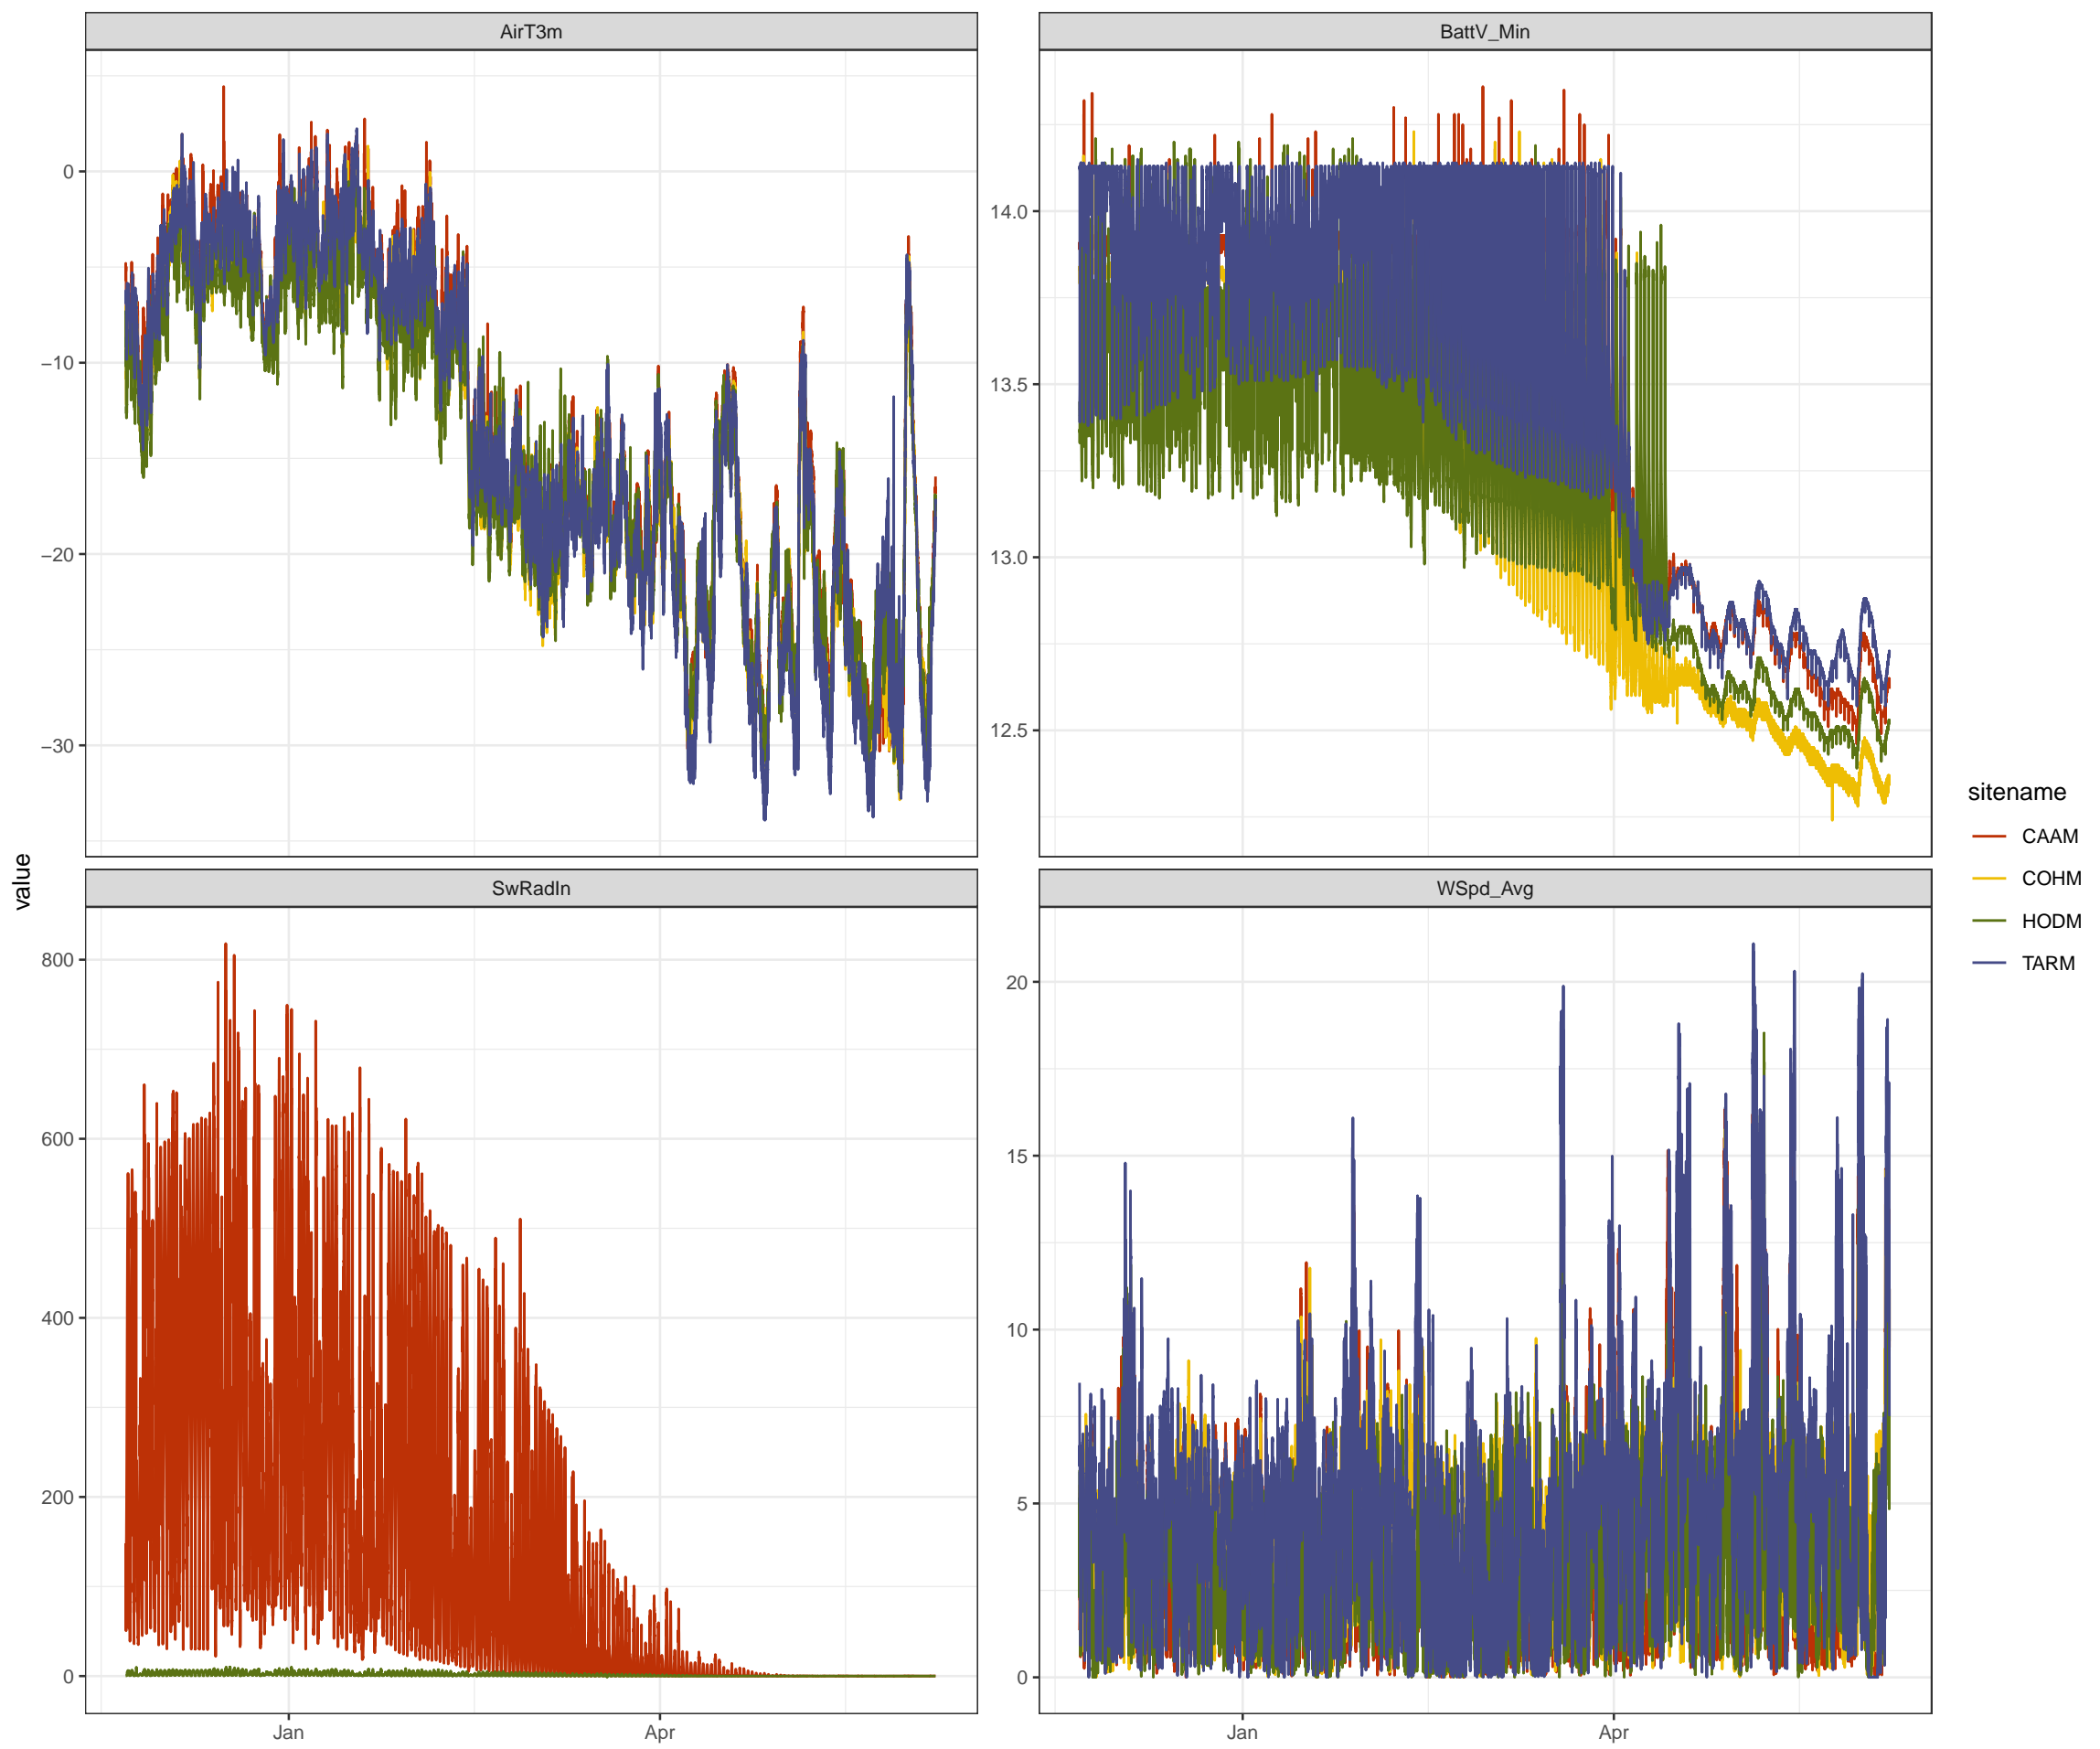 AirT3m
BattV_Min
0
−10
−20
−30
14.0
13.5
13.0
12.5
value
SwRadIn
WSpd_Avg
800
600
400
200
0
20
15
10
5
0
Jan
Apr
Jan
Apr
sitename
CAAM
COHM
HODM
TARM